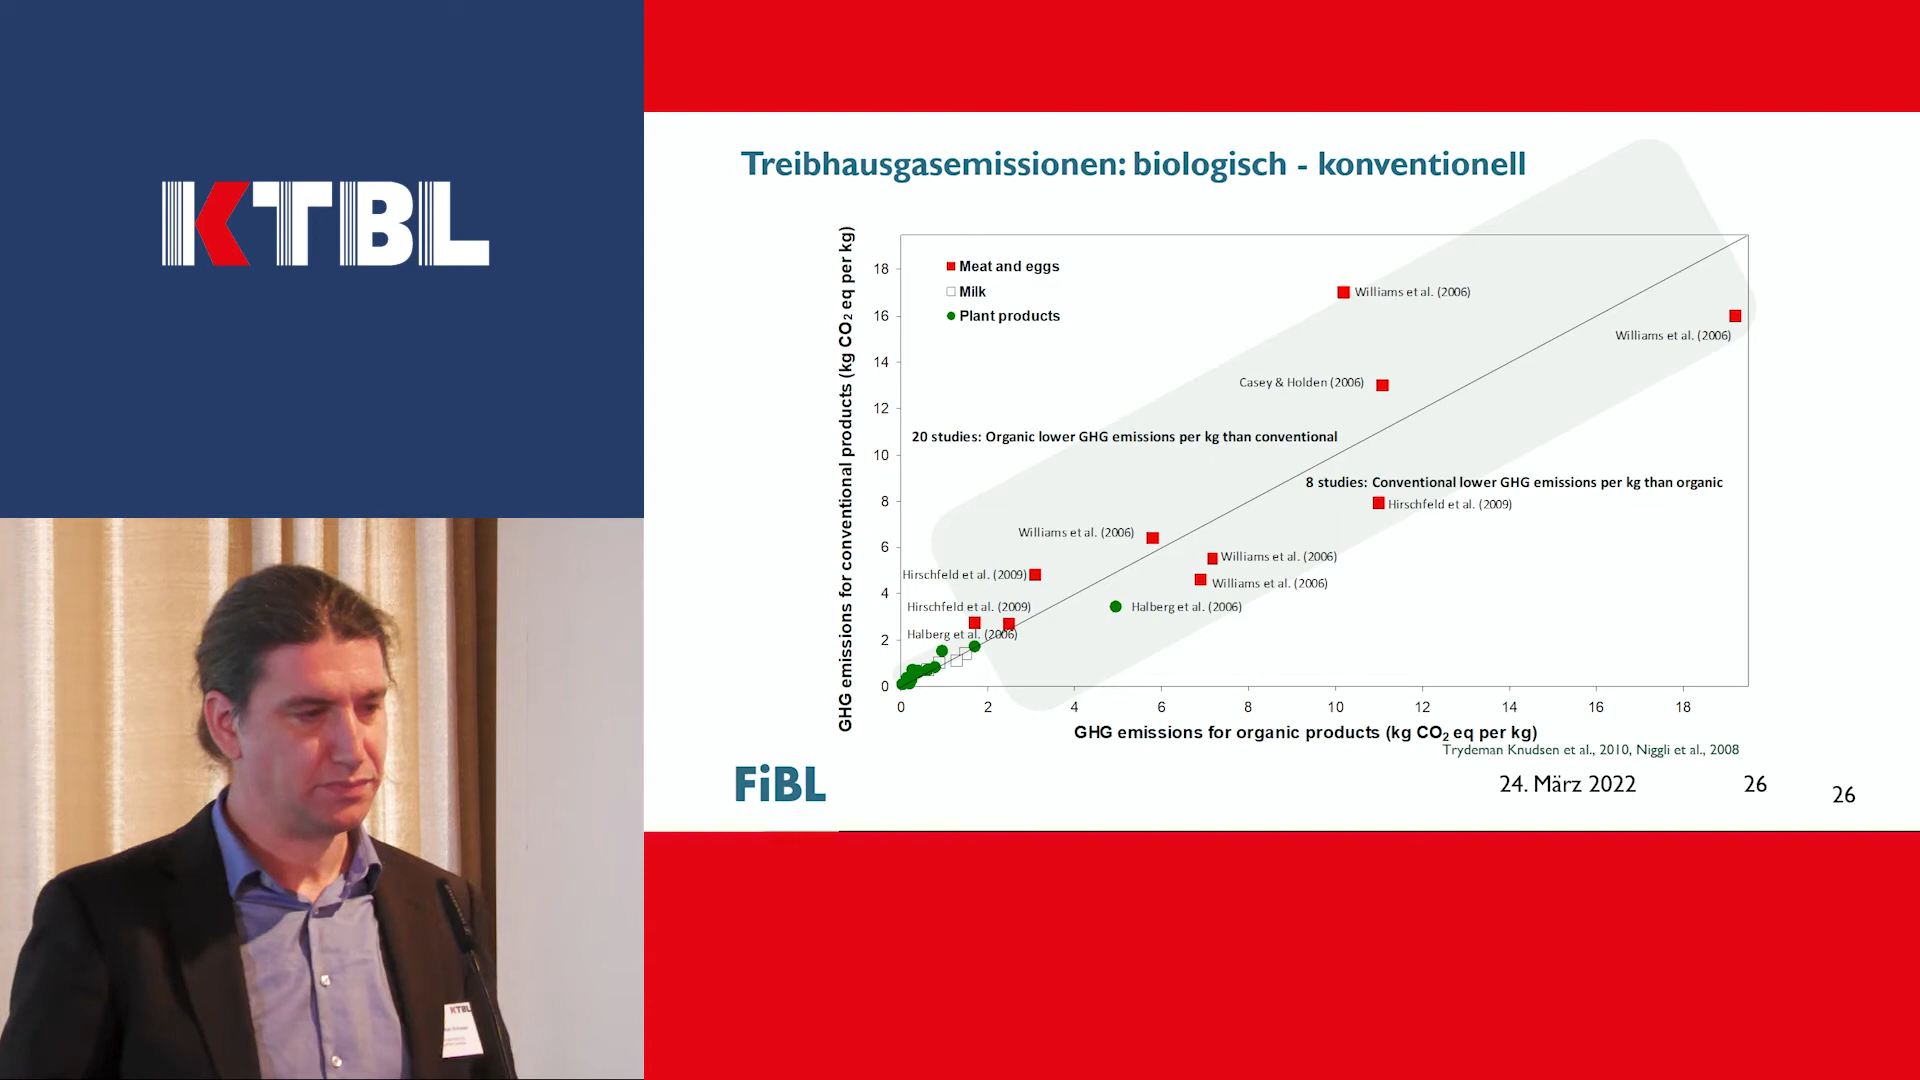 KTBL
Treibhausgasemissionen: biologisch - konventionell
GHG emissions for conventional products (kg CO2 eq per kg)
18
16
14
12
10
8
6
4
2
0
Meat and eggs
Milk
Plant products
Williams et al. (2006)
Williams et al. (2006)
Casey & Holden (2006)
20 studies: Organic lower GHG emissions per kg than conventional
8 studies: Conventional lower GHG emissions per kg than organic
Hirschfeld et al. (2009)
Williams et al. (2006)
Williams et al. (2006)
Hirschfeld et al. (2009)
Williams et al. (2006)
Hirschfeld et al. (2009)
Halberg et al. (2006)
Halberg et al. (2006)
0 2 4 6 8 10 12 14 16 18
GHG emissions for organic products (kg CO2 eq per kg)
Trydeman Knudsen et al., 2010, Niggli et al., 2008
FiBL
24. März 2022
26
26
KTBL